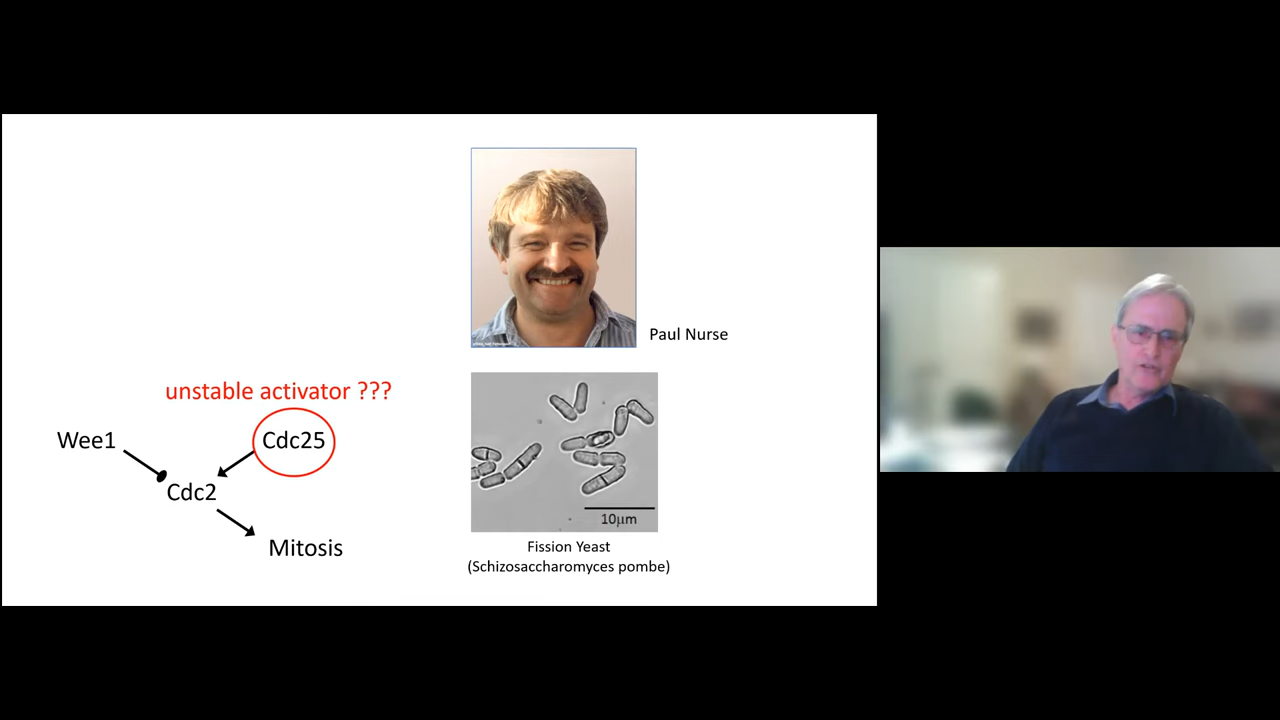 Paul Nurse
unstable activator ???
Wee1
Cdc25
Cdc2
Mitosis
10μm
Fission Yeast
(Schizosaccharomyces pombe)